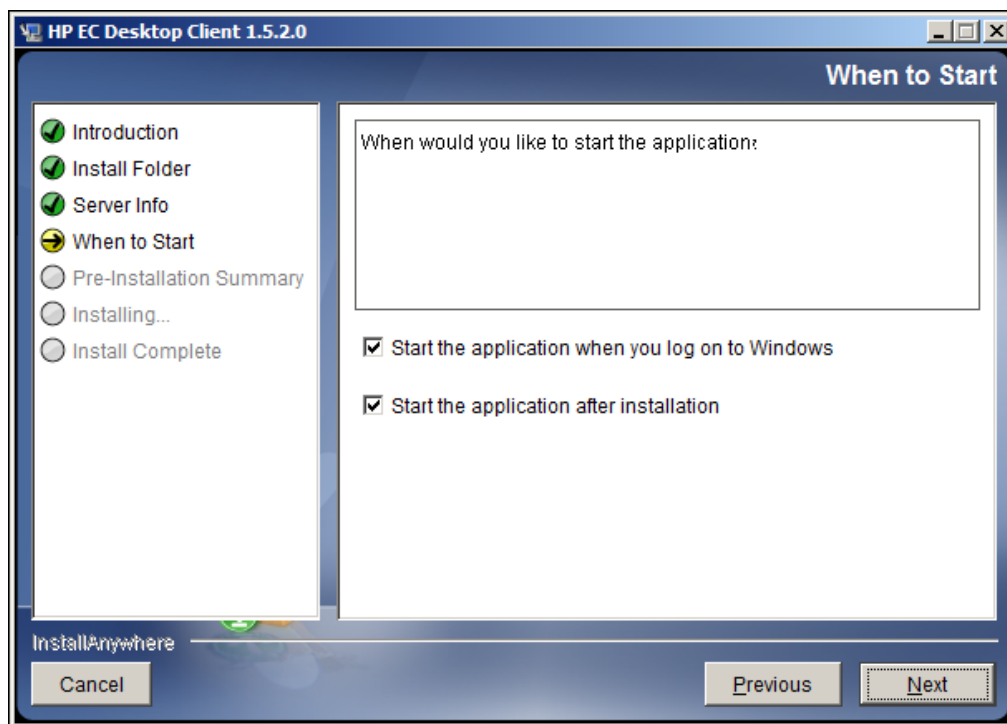 HP EC Desktop Client 1.5.2.0
When to Start
Introduction
Install Folder
Server Info
When to Start
Pre-Installation Summary
Installing...
Install Complete
When would you like to start the application?
Start the application when you log on to Windows
Start the application after installation
InstallAnywhere
Cancel
Previous
Next